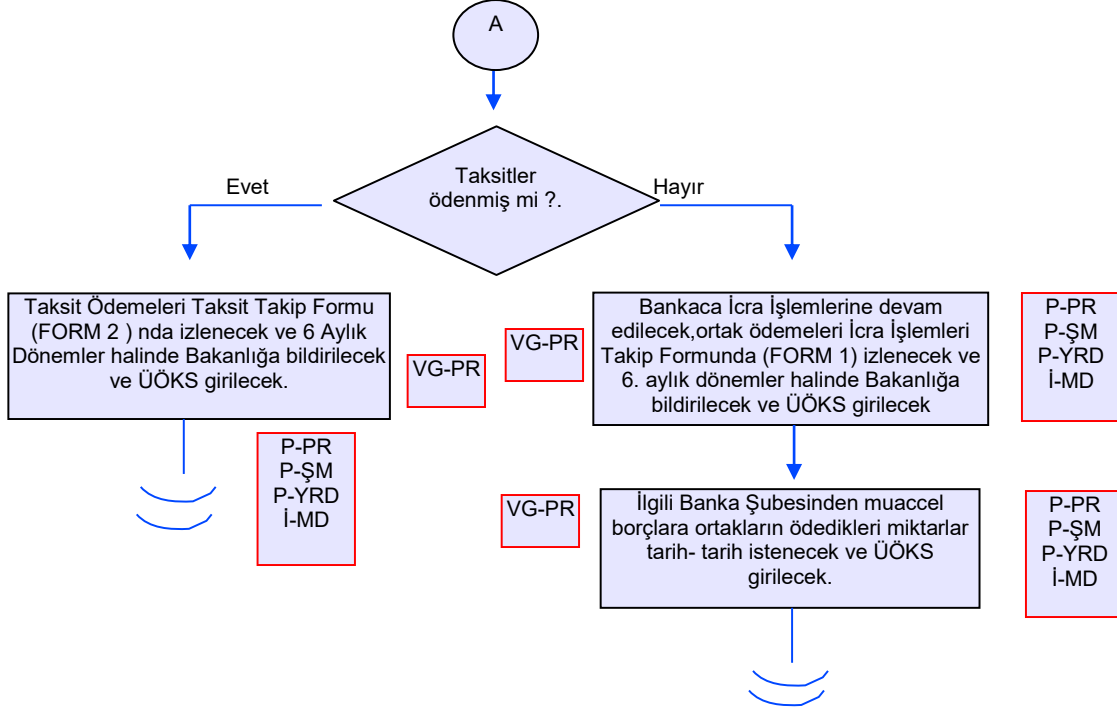 A
Taksitler
ödenmiş mi ?.
Evet
Hayır
Taksit Ödemeleri Taksit Takip Formu
(FORM 2 ) nda izlenecek ve 6 Aylık
Dönemler halinde Bakanlığa bildirilecek
ve ÜÖKS girilecek.
VG-PR
P-PR
P-ŞM
P-YRD
İ-MD
VG-PR
Bankaca İcra İşlemlerine devam
edilecek,ortak ödemeleri İcra İşlemleri
Takip Formunda (FORM 1) izlenecek ve
6. aylık dönemler halinde Bakanlığa
bildirilecek ve ÜÖKS girilecek
P-PR
P-ŞM
P-YRD
İ-MD
VG-PR
İlgili Banka Şubesinden muaccel
borçlara ortakların ödedikleri miktarlar
tarih- tarih istenecek ve ÜÖKS
girilecek.
P-PR
P-ŞM
P-YRD
İ-MD